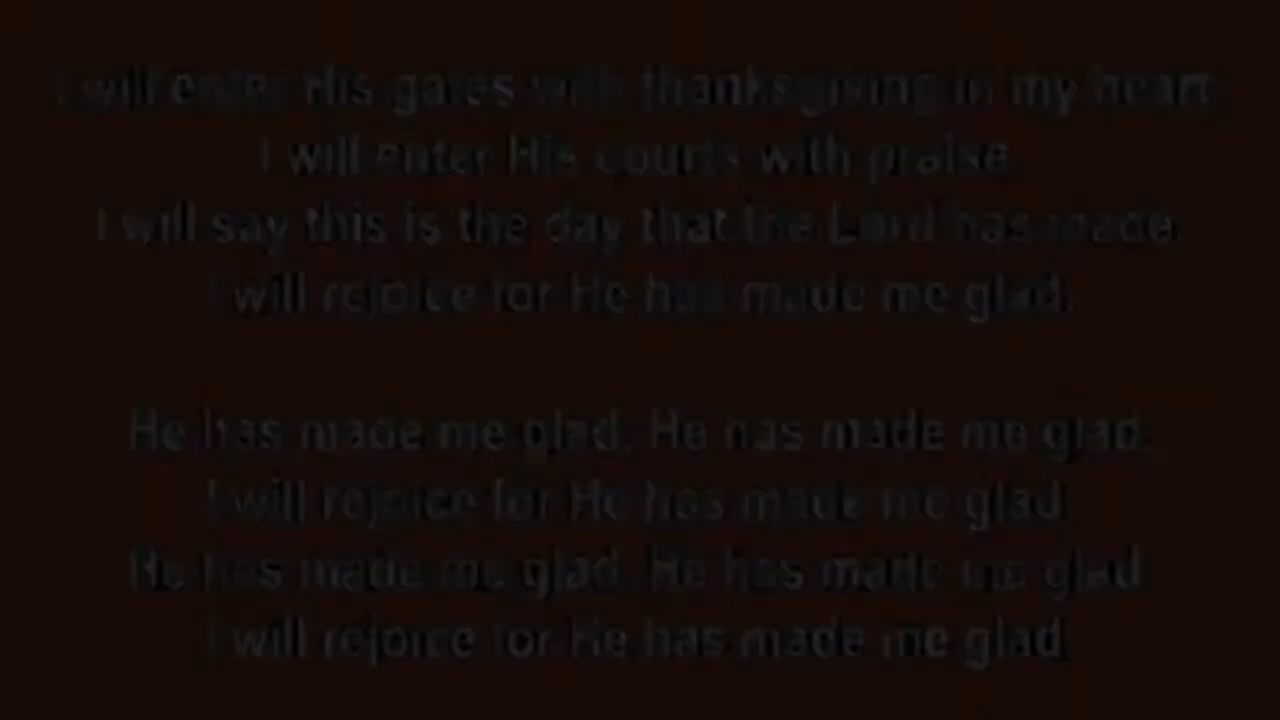 I will enter His gates with thanksgiving in my heart
I will enter His courts with praise
I will say this is the day that the Lord has made
I will rejoice for He has made me glad.
He has made me glad. He has made me glad.
I will rejoice for He has made me glad
He has made me glad. He has made me glad
I will rejoice for He has made me glad